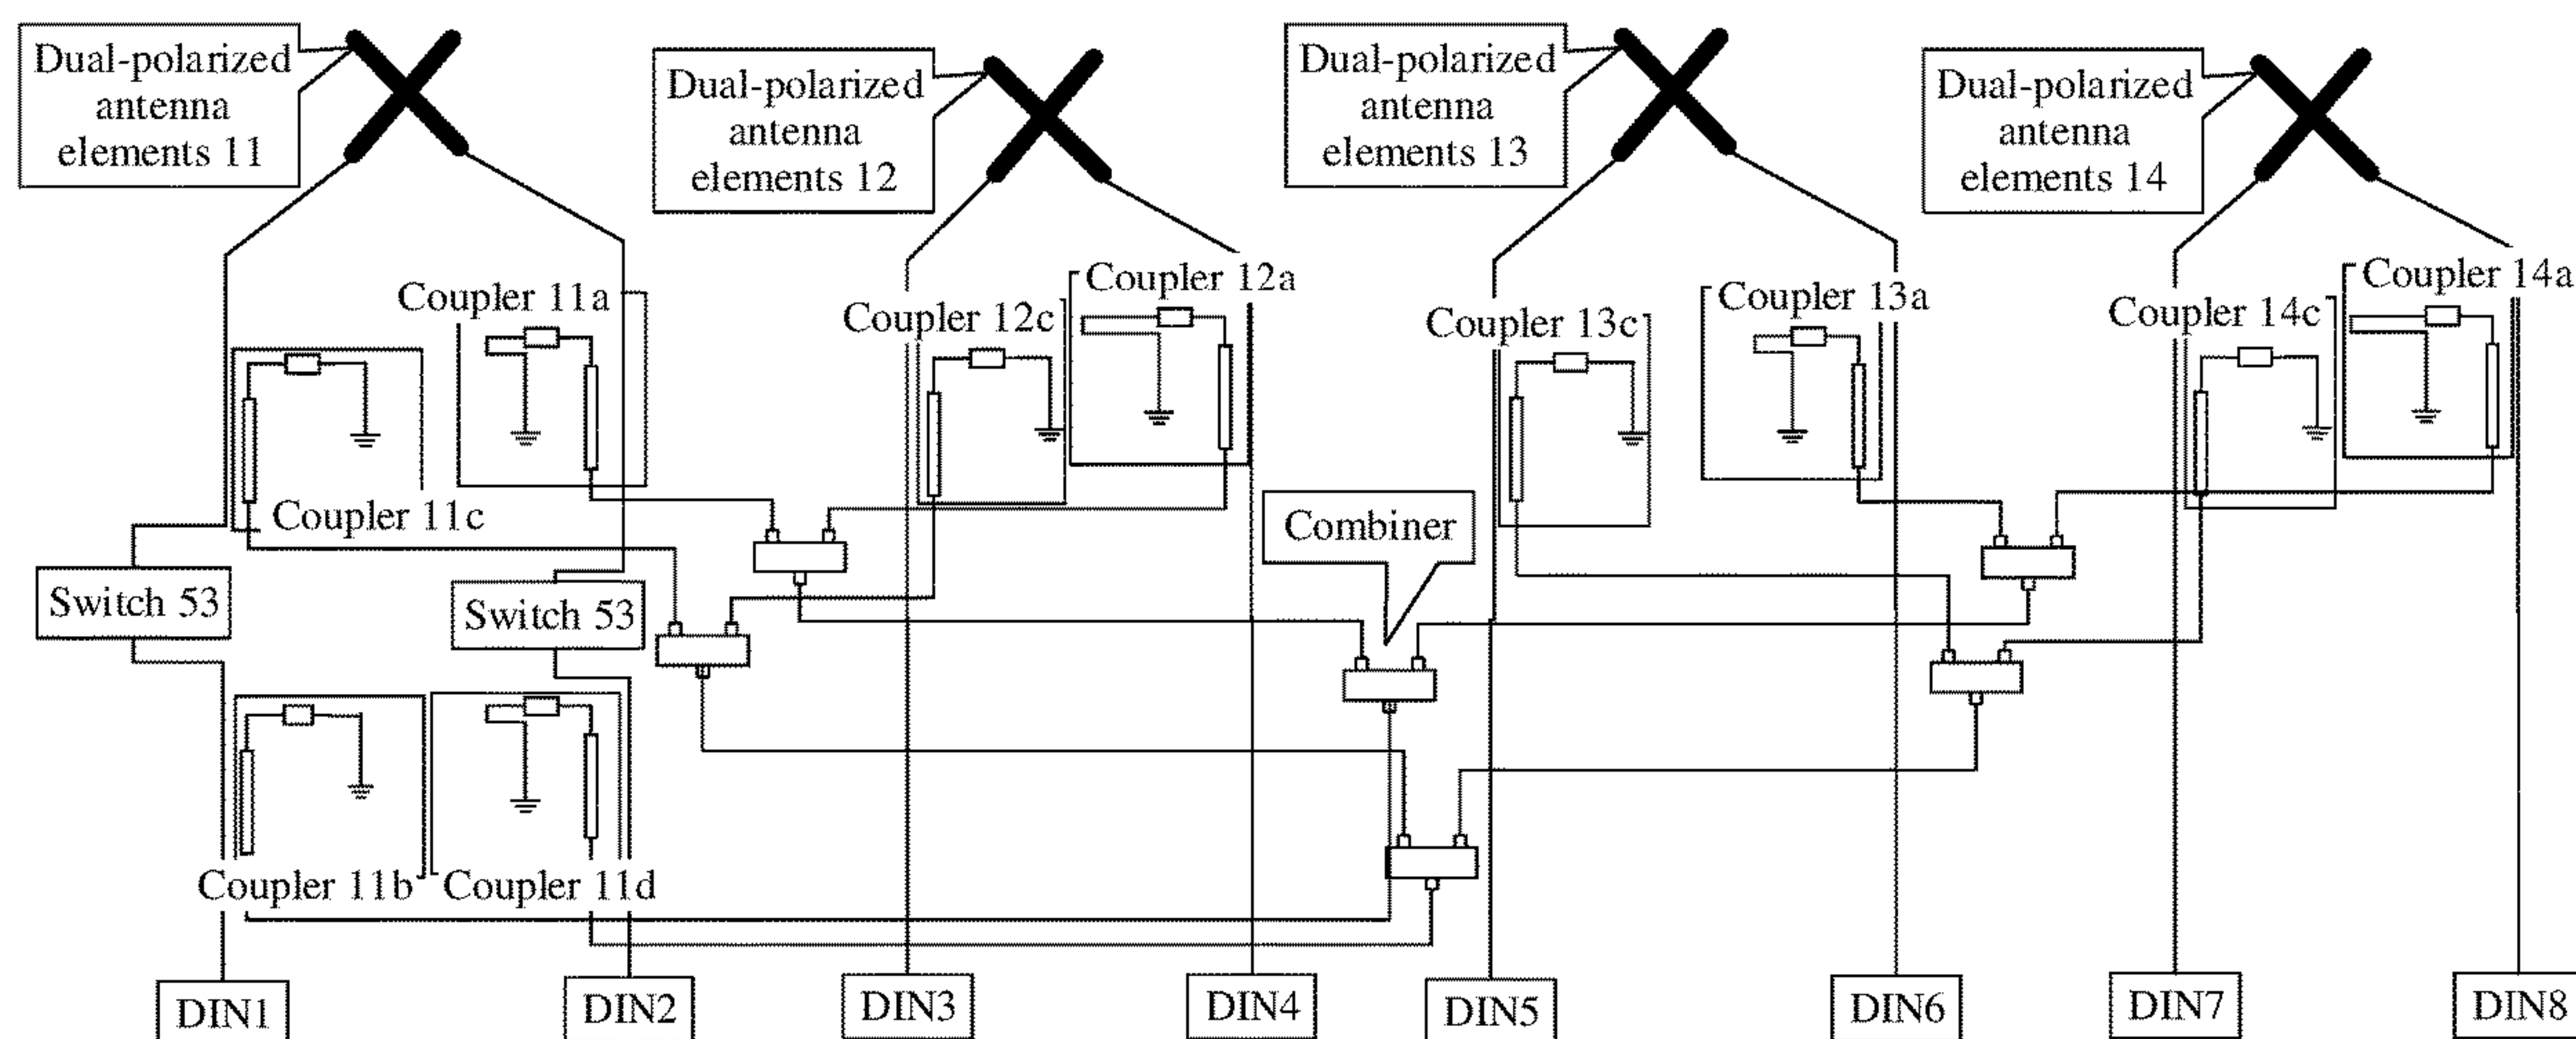 Dual-polarized
antenna
elements 11
Dual-polarized
antenna
elements 12
Dual-polarized
antenna
elements 13
Dual-polarized
antenna
elements 14
Coupler 11a
Coupler 12c
Coupler 12a
Coupler 13c
Coupler 13a
Coupler 14c
Coupler 14a
Coupler 11c
Combiner
Switch 53
Switch 53
Coupler 11b
Coupler 11d
DIN1
DIN2
DIN3
DIN4
DIN5
DIN6
DIN7
DIN8